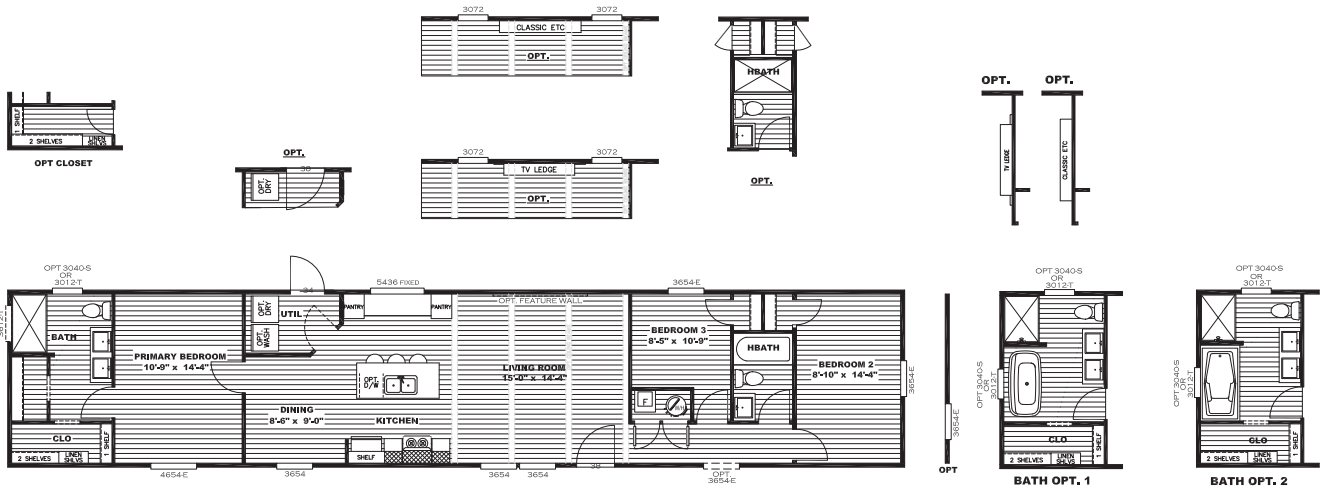 3072
3072
CLASSIC ETC
OPT.
HBATH
OPT.
OPT.
OPT.
TV LEDGE
CLASSIC ETC
1 SHELF
2 SHELVES
LINEN
SHLVS
OPT CLOSET
OPT.
38
OPT.
DRY
3072
3072
TV LEDGE
OPT.
OPT 3040-S
OR
3012-T
3012-T
BATH
CLO
1 SHELF
2 SHELVES
LINEN
SHLVS
PRIMARY BEDROOM
10'-9" x 14'-4"
4654-E
34
OPT.
DRY
UTIL
OPT.
WASH
5436 FIXED
PANTRY
PANTRY
OPT
D/W
DINING
8'-6" x 9'-0"
KITCHEN
SHELF
3654
OPT. FEATURE WALL
LIVING ROOM
15'-0" x 14'-4"
3654
3654
38
3654-E
BEDROOM 3
8'-5" x 10'-9"
F
W/H
HBATH
BEDROOM 2
8'-10" x 14'-4"
3654-E
OPT
3654-E
3654-E
OPT
OPT 3040-S
OR
3012-T
OPT 3040-S
OR
3012-T
CLO
1 SHELF
2 SHELVES
LINEN
SHLVS
BATH OPT. 1
OPT 3040-S
OR
3012-T
OPT 3040-S
OR
3012-T
CLO
1 SHELF
2 SHELVES
LINEN
SHLVS
BATH OPT. 2